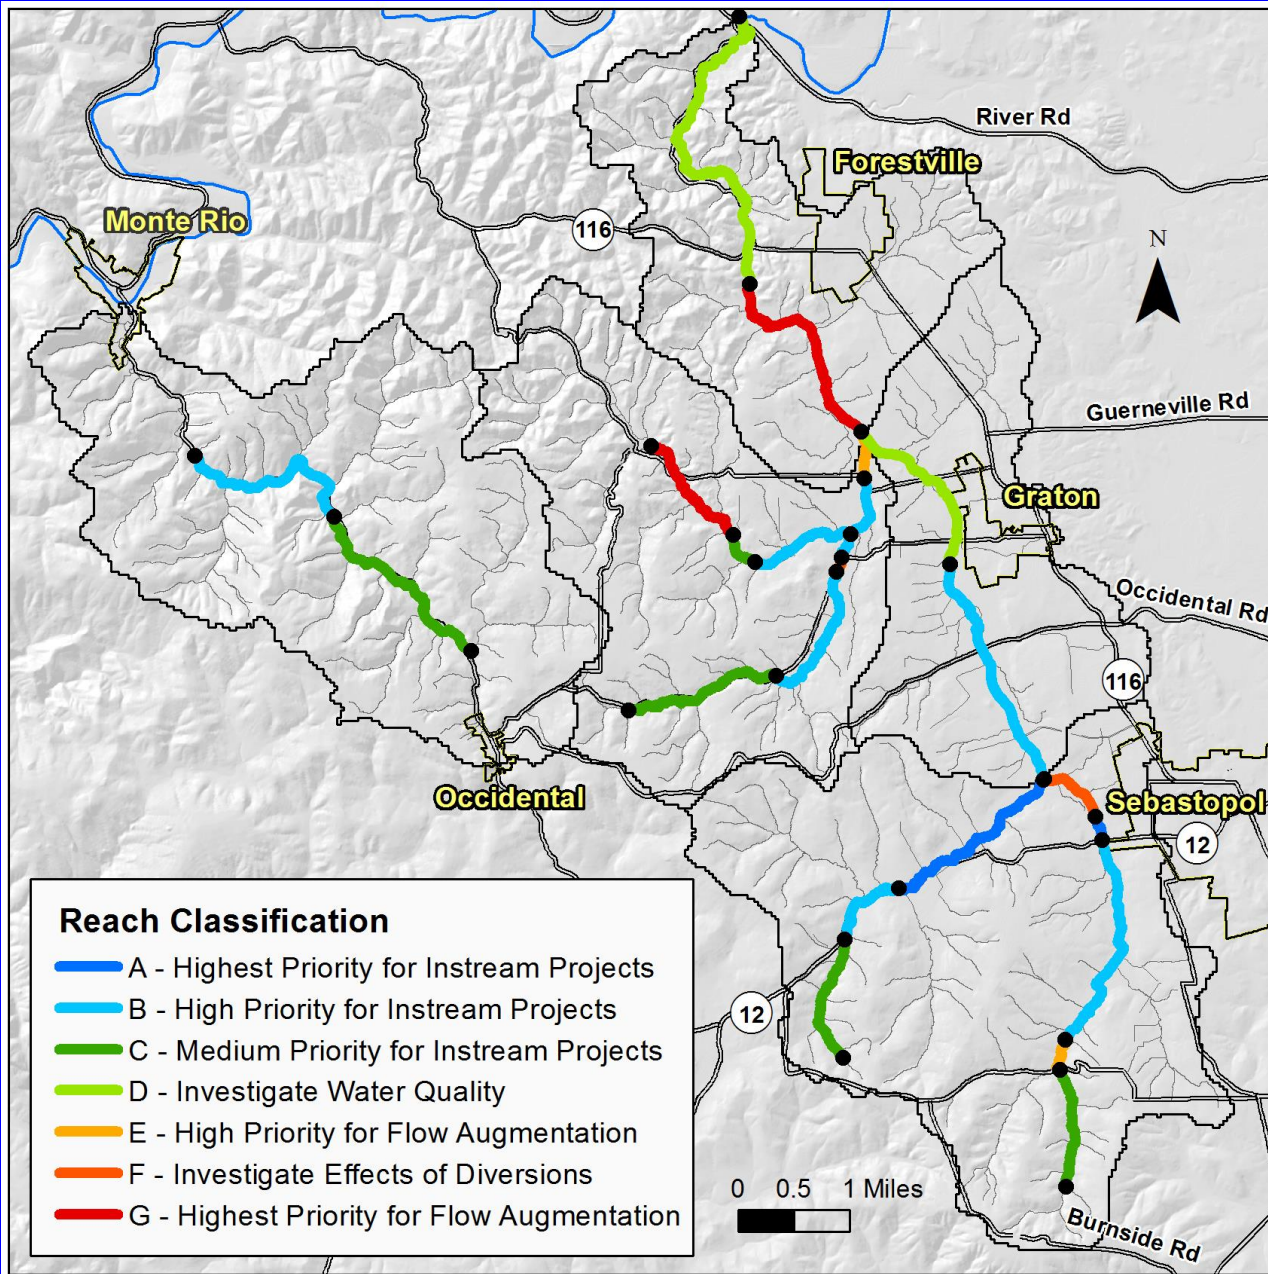 River Rd
Forestville
Monte Rio
116
N
Guerneville Rd
Graton
Occidental Rd
116
Occidental
Sebastopol
12
Reach Classification
A - Highest Priority for Instream Projects
B - High Priority for Instream Projects
C - Medium Priority for Instream Projects
D - Investigate Water Quality
E - High Priority for Flow Augmentation
F - Investigate Effects of Diversions
G - Highest Priority for Flow Augmentation
12
0 0.5 1 Miles
Burnside Rd